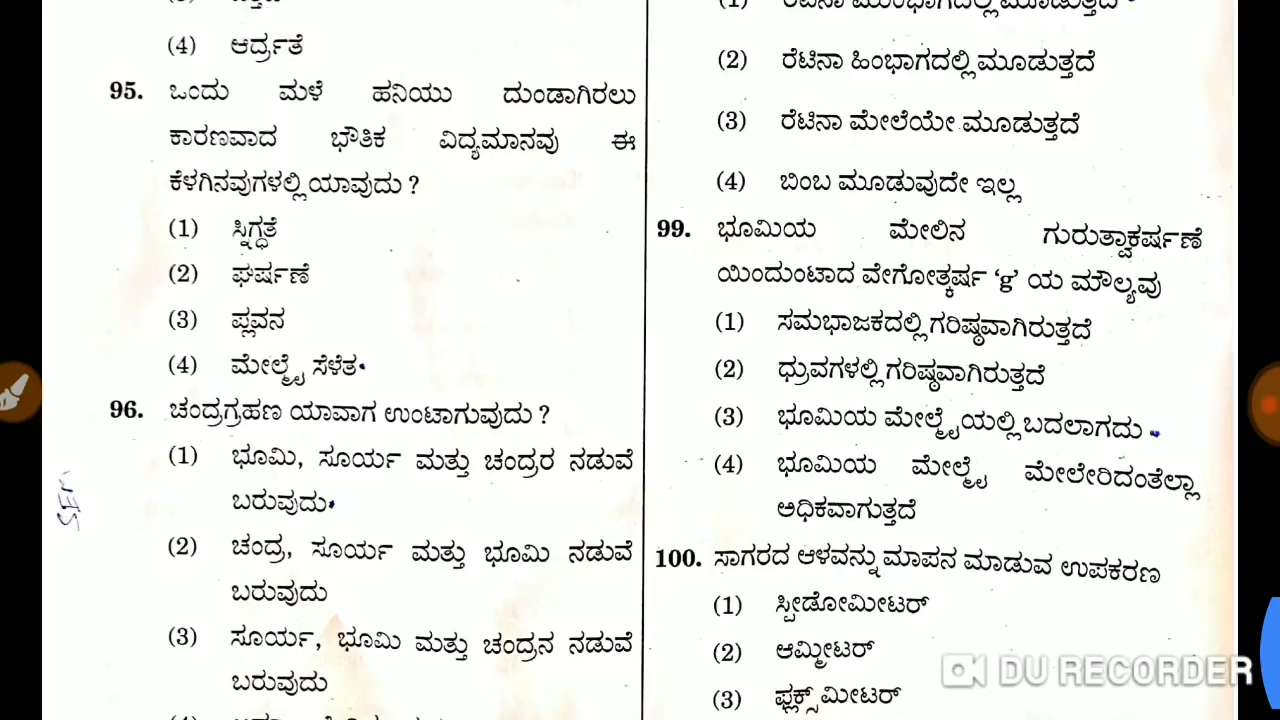 (4) ಆರ್ದ್ರತೆ
95. ಒಂದು ಮಳೆ ಹನಿಯು ದುಂಡಾಗಿರಲು
ಕಾರಣವಾದ ಭೌತಿಕ ವಿದ್ಯಮಾನವು ಈ
ಕೆಳಗಿನವುಗಳಲ್ಲಿ ಯಾವುದು ?
(1) ಸ್ನಿಗ್ಧತೆ
(2) ಘರ್ಷಣೆ
(3) ಪ್ಲವನ
(4) ಮೇಲ್ಮೈ ಸೆಳೆತ
96. ಚಂದ್ರಗ್ರಹಣ ಯಾವಾಗ ಉಂಟಾಗುವುದು ?
(1) ಭೂಮಿ, ಸೂರ್ಯ ಮತ್ತು ಚಂದ್ರರ ನಡುವೆ
ಬರುವುದು
(2) ಚಂದ್ರ, ಸೂರ್ಯ ಮತ್ತು ಭೂಮಿ ನಡುವೆ
ಬರುವುದು
(3) ಸೂರ್ಯ, ಭೂಮಿ ಮತ್ತು ಚಂದ್ರನ ನಡುವೆ
ಬರುವುದು
(1) ರೆಟಿನಾ ಮುಂಭಾಗದಲ್ಲಿ ಮೂಡುತ್ತದೆ
(2) ರೆಟಿನಾ ಹಿಂಭಾಗದಲ್ಲಿ ಮೂಡುತ್ತದೆ
(3) ರೆಟಿನಾ ಮೇಲೆಯೇ ಮೂಡುತ್ತದೆ
(4) ಬಿಂಬ ಮೂಡುವುದೇ ಇಲ್ಲ
99. ಭೂಮಿಯ ಮೇಲಿನ ಗುರುತ್ವಾಕರ್ಷಣೆ
ಯಿಂದುಂಟಾದ ವೇಗೋತ್ಕರ್ಷ ‘g’ ಯ ಮೌಲ್ಯವು
(1) ಸಮಭಾಜಕದಲ್ಲಿ ಗರಿಷ್ಠವಾಗಿರುತ್ತದೆ
(2) ಧ್ರುವಗಳಲ್ಲಿ ಗರಿಷ್ಠವಾಗಿರುತ್ತದೆ
(3) ಭೂಮಿಯ ಮೇಲ್ಮೈಯಲ್ಲಿ ಬದಲಾಗದು
(4) ಭೂಮಿಯ ಮೇಲ್ಮೈ ಮೇಲೇರಿದಂತೆಲ್ಲಾ
ಅಧಿಕವಾಗುತ್ತದೆ
100. ಸಾಗರದ ಆಳವನ್ನು ಮಾಪನ ಮಾಡುವ ಉಪಕರಣ
(1) ಸ್ಪೀಡೋಮೀಟರ್
(2) ಆಮ್ಮೀಟರ್
(3) ಫ್ಲಕ್ಸ್‌ಮೀಟರ್
DU RECORDER